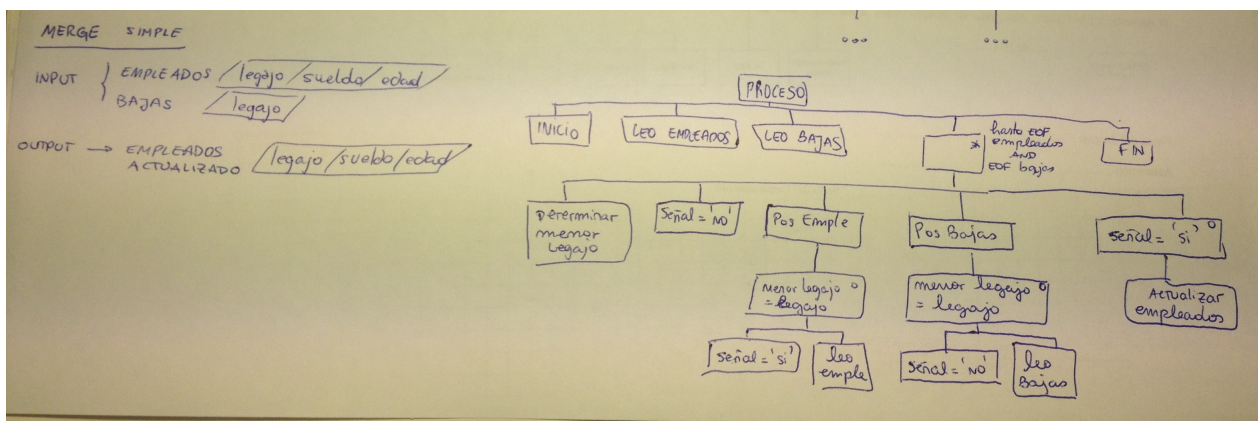 MERGE SIMPLE
INPUT { EMPLEADOS /legajo/sueldo/edad/
BAJAS /legajo/
OUTPUT → EMPLEADOS ACTUALIZADO /legajo/sueldo/edad/
...
...
PROCESO
INICIO
LEO EMPLEADOS
LEO BAJAS
*
hasta EOF
empleados
AND
EOF bajas
FIN
Determinar
menor
legajo
Señal = 'NO'
Pos Emple
Pos Bajas
señal = 'si' o
menor legajo o
= legajo
menor legajo o
= legajo
Actualizar
empleados
señal = 'si'
leo
emple
señal = 'NO'
leo
Bajas